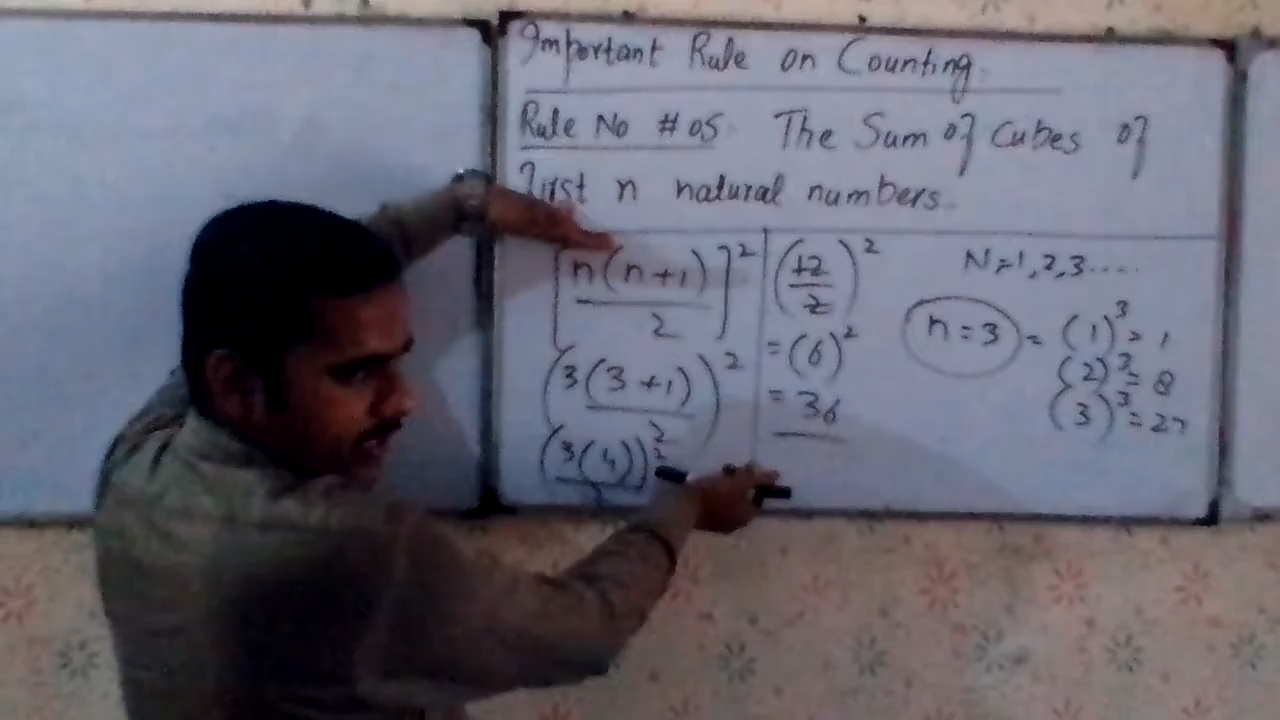 Important Rule on Counting.
Rule No # 05. The Sum of Cubes of
First n natural numbers.
[n(n+1)/2]²
(3(3+1))²
(3(4)/2)²
(12/2)²
= (6)²
= 36
N = 1, 2, 3 .....
n = 3 = (1)³ = 1
(2)³ = 8
(3)³ = 27